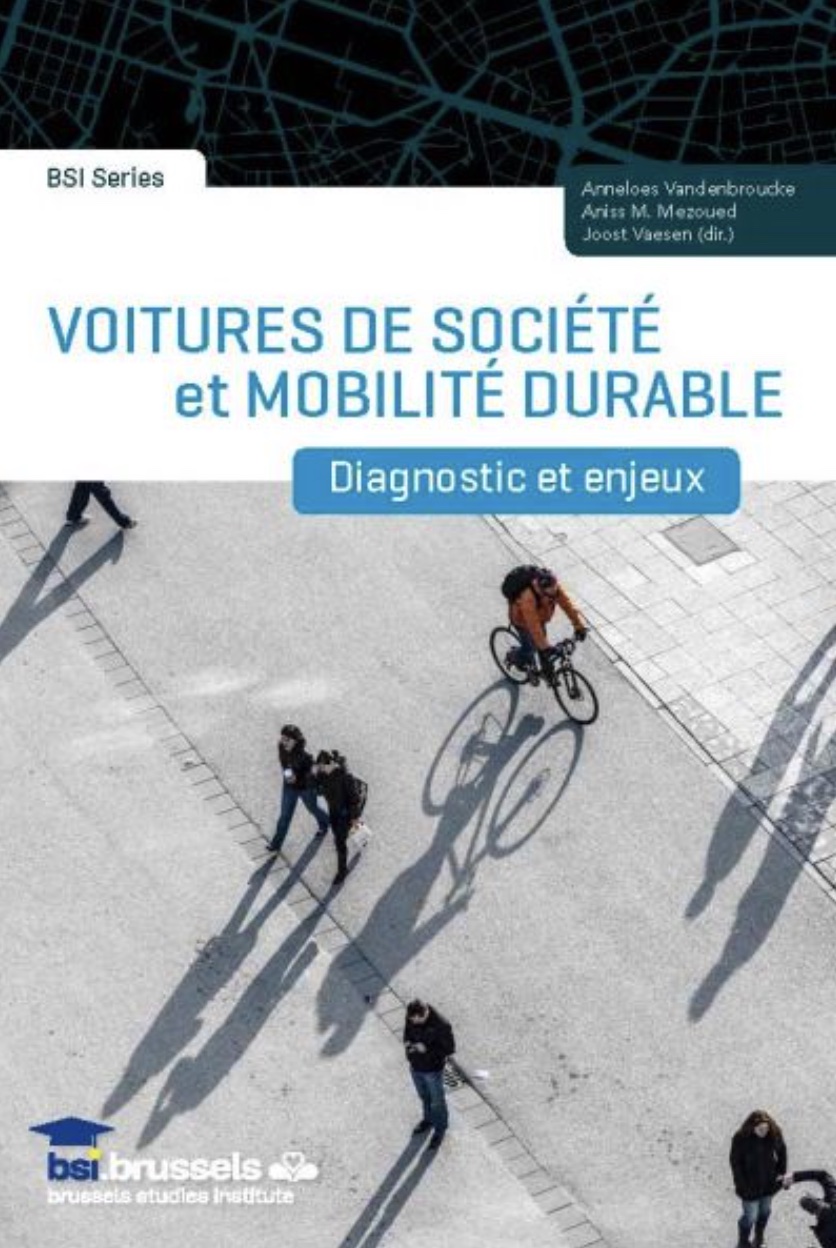 BSI Series
Anneloes Vandenbroucke
Aniss M. Mezoued
Joost Vaesen (dir.)
VOITURES DE SOCIÉTÉ
et MOBILITÉ DURABLE
Diagnostic et enjeux
bsi.brussels
brussels studies institute